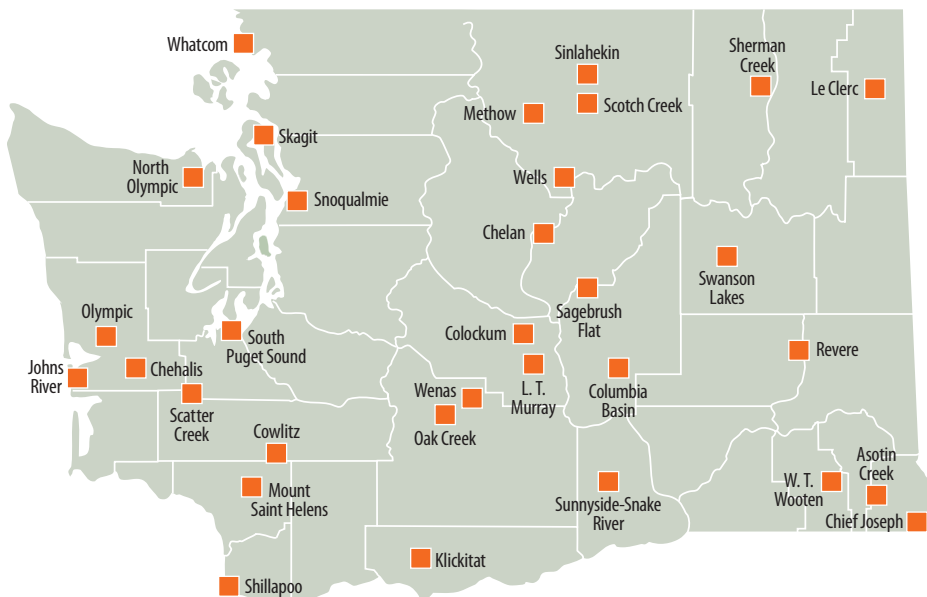 Whatcom
Sinlahekin
Sherman
Creek
Le Clerc
Scotch Creek
Methow
Skagit
North
Olympic
Wells
Snoqualmie
Chelan
Swanson
Lakes
Sagebrush
Flat
Olympic
South
Puget Sound
Colockum
Revere
Johns
River
Chehalis
L. T.
Murray
Columbia
Basin
Wenas
Scatter
Creek
Oak Creek
Cowlitz
Asotin
Creek
W. T.
Wooten
Mount
Saint Helens
Sunnyside-Snake
River
Chief Joseph
Klickitat
Shillapoo